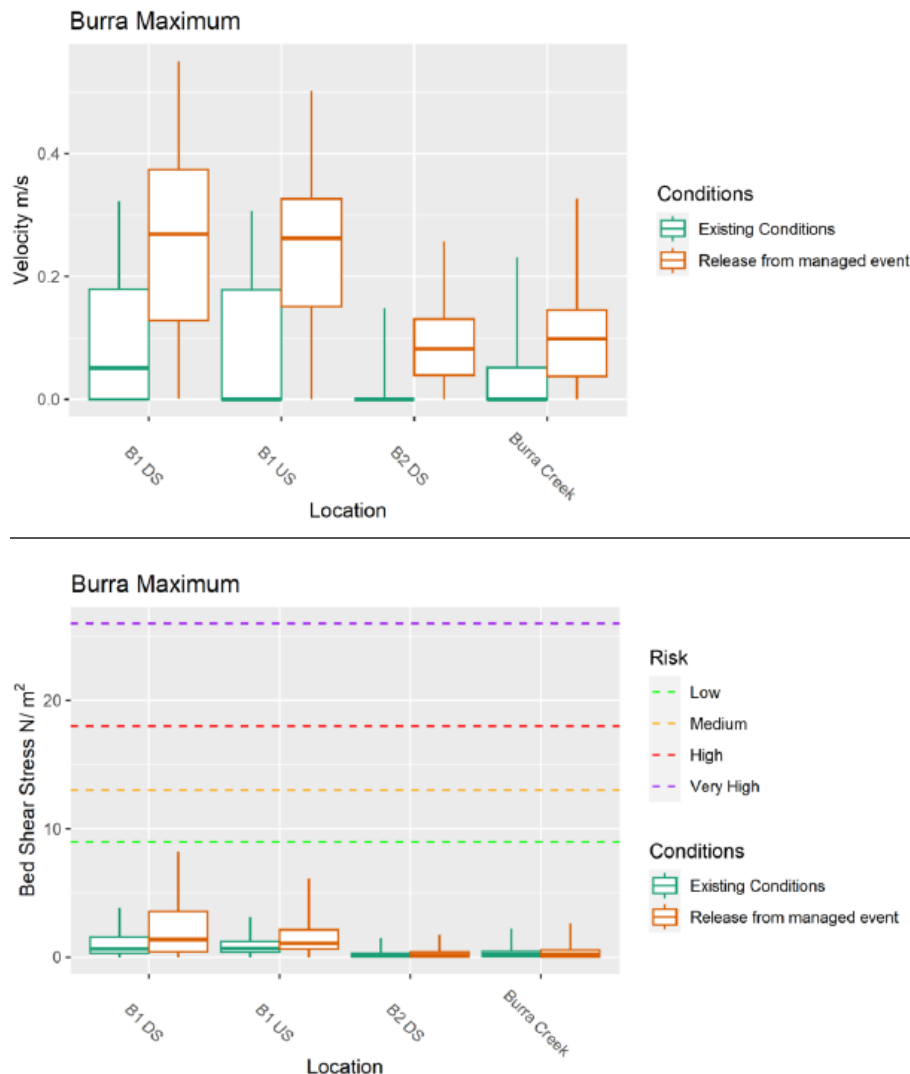 Burra Maximum
Velocity m/s
0.4
0.2
0.0
B1 DS
B1 US
B2 DS
Burra Creek
Location
Conditions
Existing Conditions
Release from managed event
Burra Maximum
Bed Shear Stress N/ m²
20
10
0
B1 DS
B1 US
B2 DS
Burra Creek
Location
Risk
Low
Medium
High
Very High
Conditions
Existing Conditions
Release from managed event